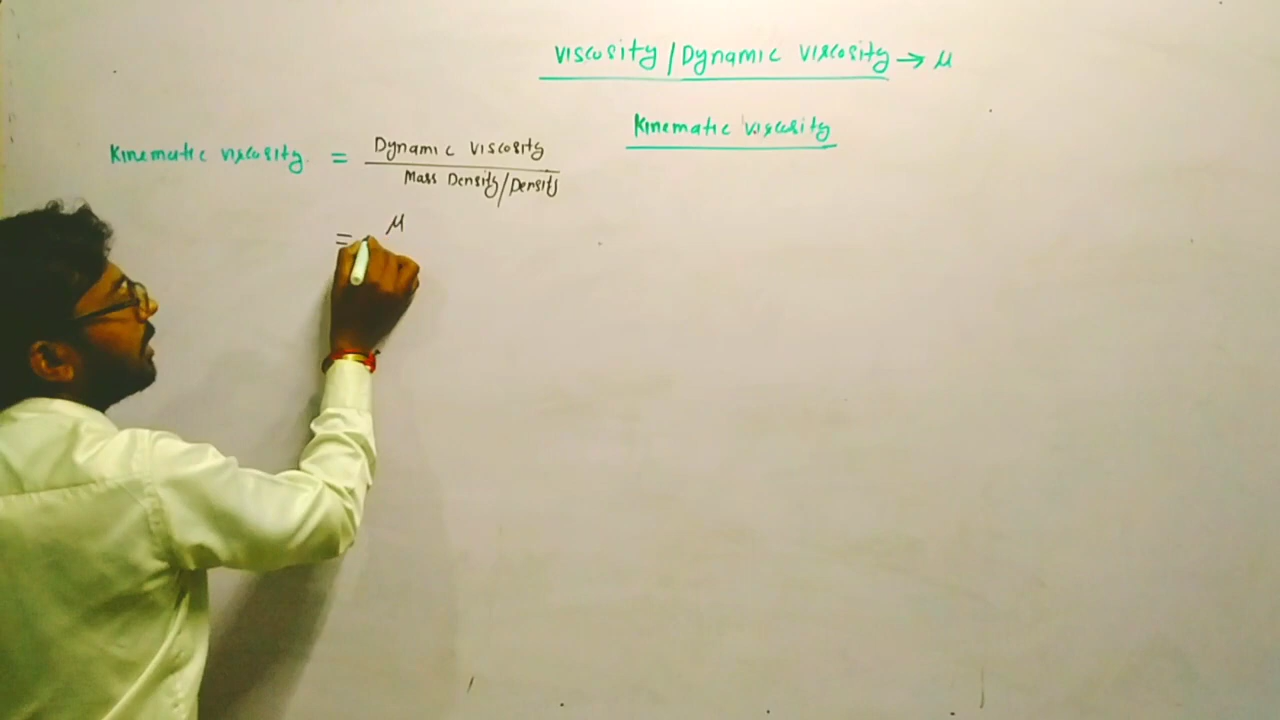 Viscosity/Dynamic Viscosity → μ
Kinematic viscosity
Kinematic viscosity = Dynamic Viscosity
Mass Density/Density
= μ